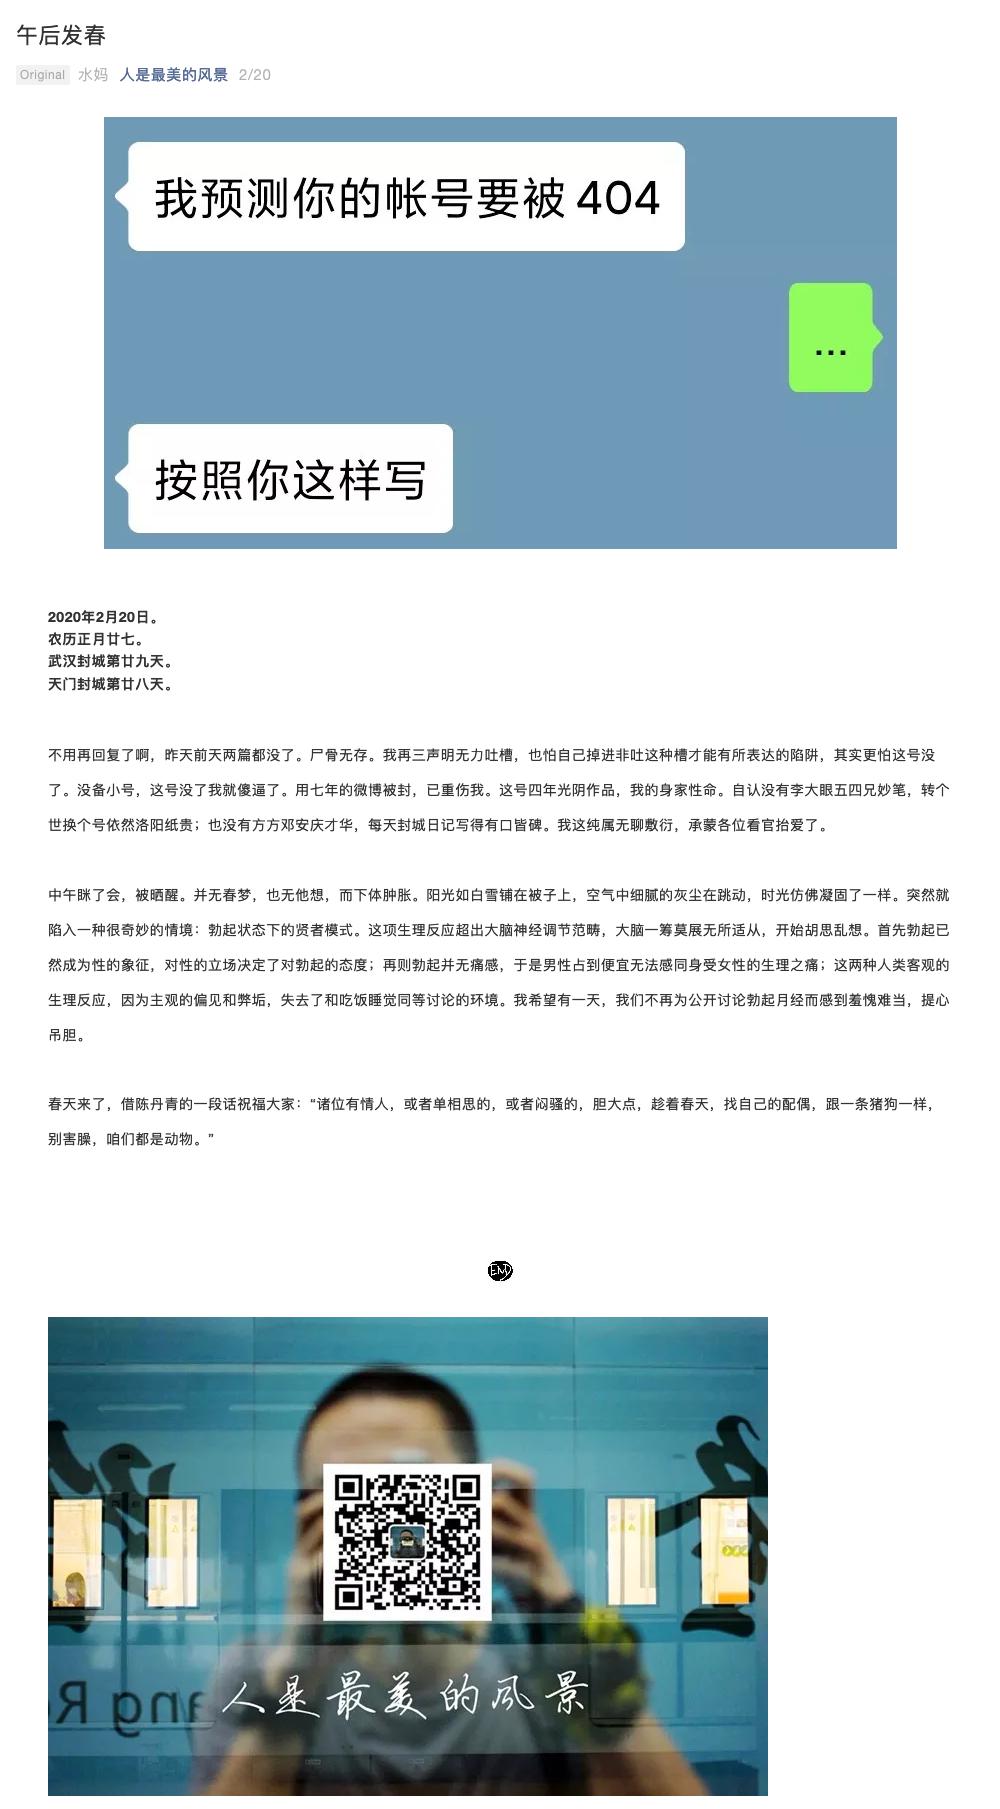 午后发春
Original 水妈 人是最美的风景 2/20
我预测你的帐号要被 404
...
按照你这样写
2020年2月20日。
农历正月廿七。
武汉封城第廿九天。
天门封城第廿八天。
不用再回复了啊，昨天前天两篇都没了。尸骨无存。我再三声明无力吐槽，也怕自己掉进非吐这种槽才能有所表达的陷阱，其实更怕这号没
了。没备小号，这号没了我就傻逼了。用七年的微博被封，已重伤我。这号四年光阴作品，我的身家性命。自认没有李大眼五四兄妙笔，转个
世换个号依然洛阳纸贵；也没有方方邓安庆才华，每天封城日记写得有口皆碑。我这纯属无聊敷衍，承蒙各位看官抬爱了。
中午眯了会，被晒醒。并无春梦，也无他想，而下体肿胀。阳光如白雪铺在被子上，空气中细腻的灰尘在跳动，时光仿佛凝固了一样。突然就
陷入一种很奇妙的情境：勃起状态下的贤者模式。这项生理反应超出大脑神经调节范畴，大脑一筹莫展无所适从，开始胡思乱想。首先勃起已
然成为性的象征，对性的立场决定了对勃起的态度；再则勃起并无痛感，于是男性占到便宜无法感同身受女性的生理之痛；这两种人类客观的
生理反应，因为主观的偏见和弊垢，失去了和吃饭睡觉同等讨论的环境。我希望有一天，我们不再为公开讨论勃起月经而感到羞愧难当，提心
吊胆。
春天来了，借陈丹青的一段话祝福大家：“诸位有情人，或者单相思的，或者闷骚的，胆大点，趁着春天，找自己的配偶，跟一条猪狗一样，
别害臊，咱们都是动物。”
END
人是最美的风景